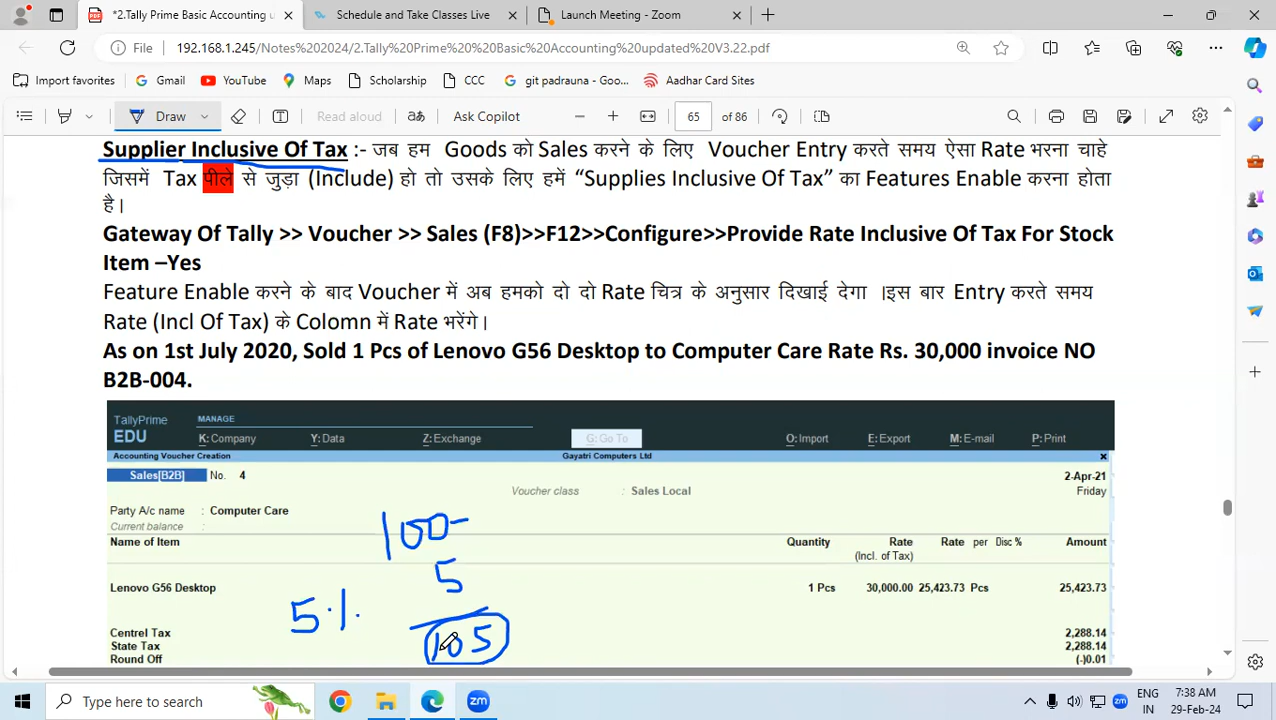 *2.Tally Prime Basic Accounting u
Schedule and Take Classes Live
Launch Meeting - Zoom
File
192.168.1.245/Notes%202024/2.Tally%20Prime%20%20Basic%20Accounting%20updated%20V3.22.pdf
Import favorites
Gmail
YouTube
Maps
Scholarship
CCC
git padrauna - Goo...
Aadhar Card Sites
Draw
Read aloud
aあ
Ask Copilot
65 of 86
Supplier Inclusive Of Tax :- जब हम Goods को Sales करने के लिए Voucher Entry करते समय ऐसा Rate भरना चाहे
जिसमें Tax पीले से जुड़ा (Include) हो तो उसके लिए हमें “Supplies Inclusive Of Tax” का Features Enable करना होता
है।
Gateway Of Tally >> Voucher >> Sales (F8)>>F12>>Configure>>Provide Rate Inclusive Of Tax For Stock
Item –Yes
Feature Enable करने के बाद Voucher में अब हमको दो दो Rate चित्र के अनुसार दिखाई देगा ।इस बार Entry करते समय
Rate (Incl Of Tax) के Colomn में Rate भरेंगे।
As on 1st July 2020, Sold 1 Pcs of Lenovo G56 Desktop to Computer Care Rate Rs. 30,000 invoice NO
B2B-004.
TallyPrime MANAGE
EDU K: Company Y: Data Z: Exchange G: Go To O: Import E: Export M: E-mail P: Print
Accounting Voucher Creation Gayatri Computers Ltd
Sales[B2B] No. 4 2-Apr-21
Voucher class : Sales Local Friday
Party A/c name : Computer Care
Current balance :
100-
Name of Item Quantity Rate Rate per Disc % Amount
(Incl. of Tax)
5
Lenovo G56 Desktop 1 Pcs 30,000.00 25,423.73 Pcs 25,423.73
5%
105
Centrel Tax 2,288.14
State Tax 2,288.14
Round Off (-)0.01
Type here to search
ENG 7:38 AM
IN 29-Feb-24